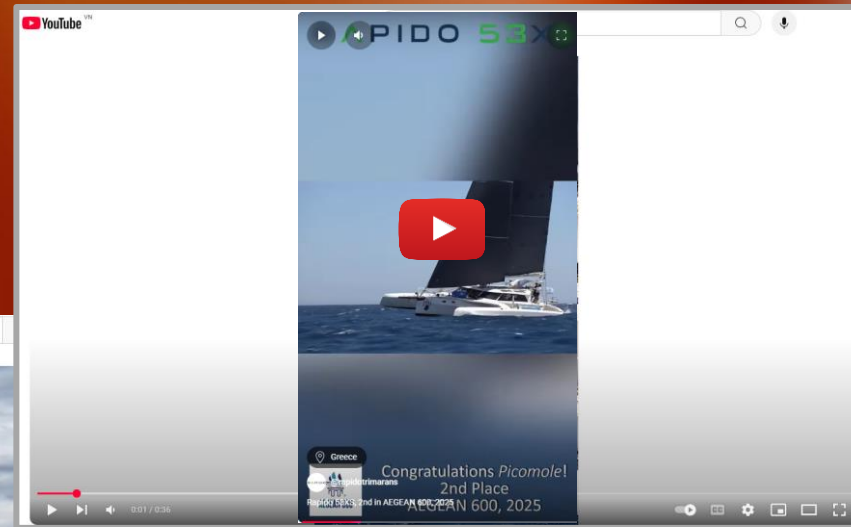 YouTube VN
APIDO 53X
Greece
Congratulations Picomole!
@rapidotrimarans
2nd Place
Rapido 53XS, 2nd in AEGEAN 600, 2025
AEGEAN 600, 2025
0:01 / 0:36